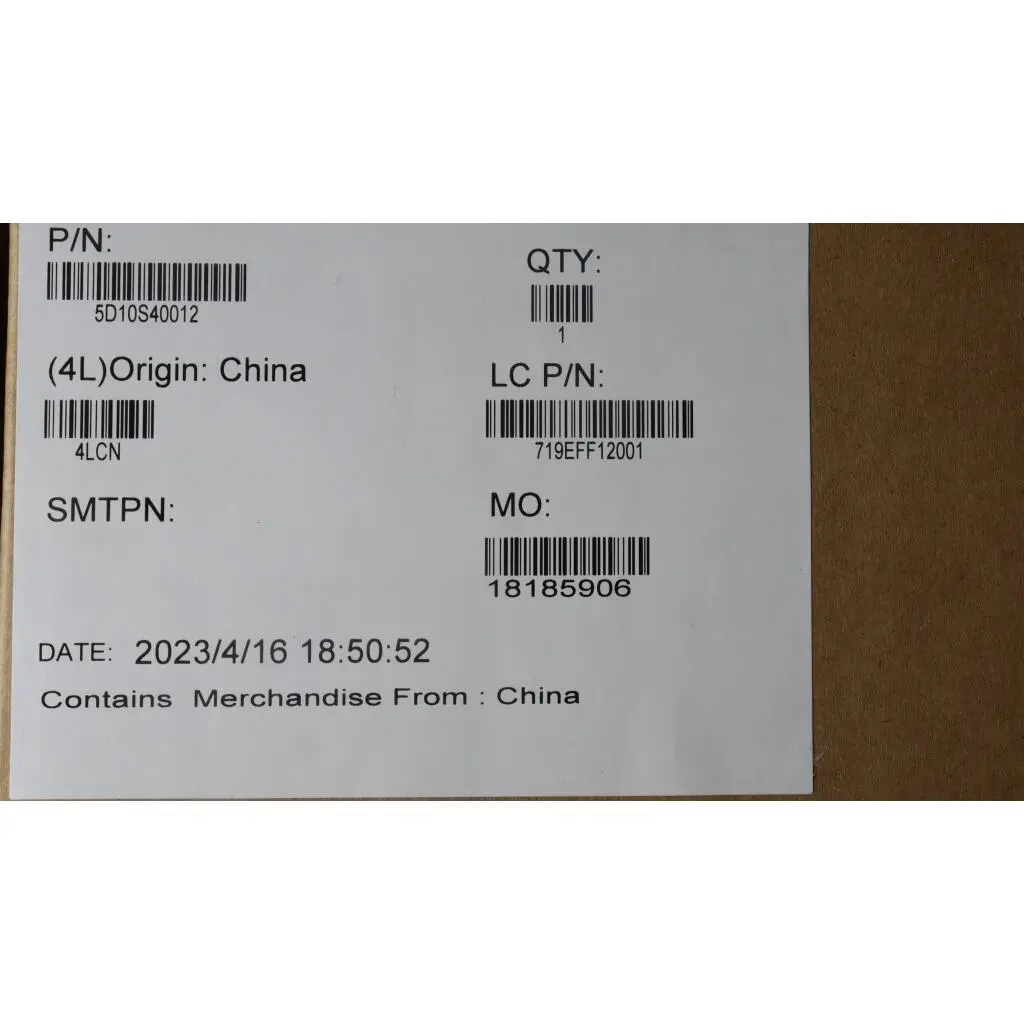 P/N:
5D10S40012
QTY:
1
(4L)Origin: China
4LCN
LC P/N:
719EFF12001
SMTPN:
MO:
18185906
DATE: 2023/4/16 18:50:52
Contains Merchandise From : China